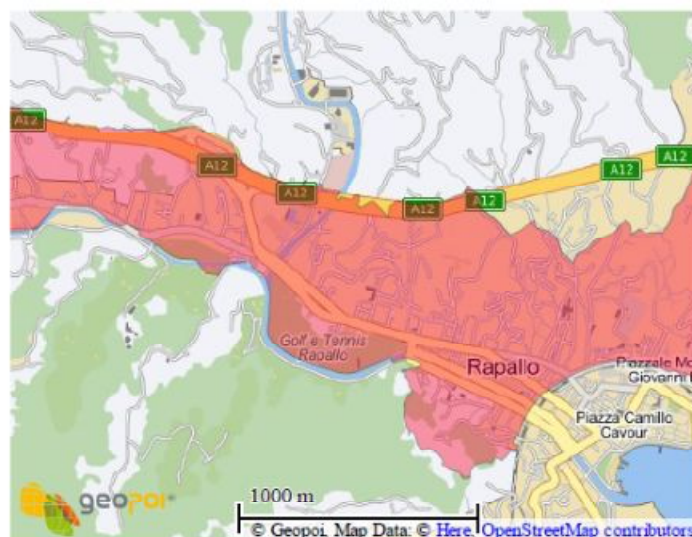 A12
A12
A12
A12
A12
A12
A12
Golf e Tennis
Rapallo
Rapallo
Piazzale Mo
Giovanni
Piazza Camillo
Cavour
geopoi®
1000 m
© Geopoi, Map Data: © Here, OpenStreetMap contributors